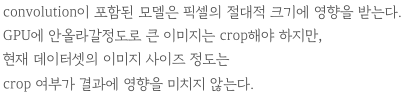 convolution이 포함된 모델은 픽셀의 절대적 크기에 영향을 받는다.
GPU에 안올라갈정도로 큰 이미지는 crop해야 하지만,
현재 데이터셋의 이미지 사이즈 정도는
crop 여부가 결과에 영향을 미치지 않는다.